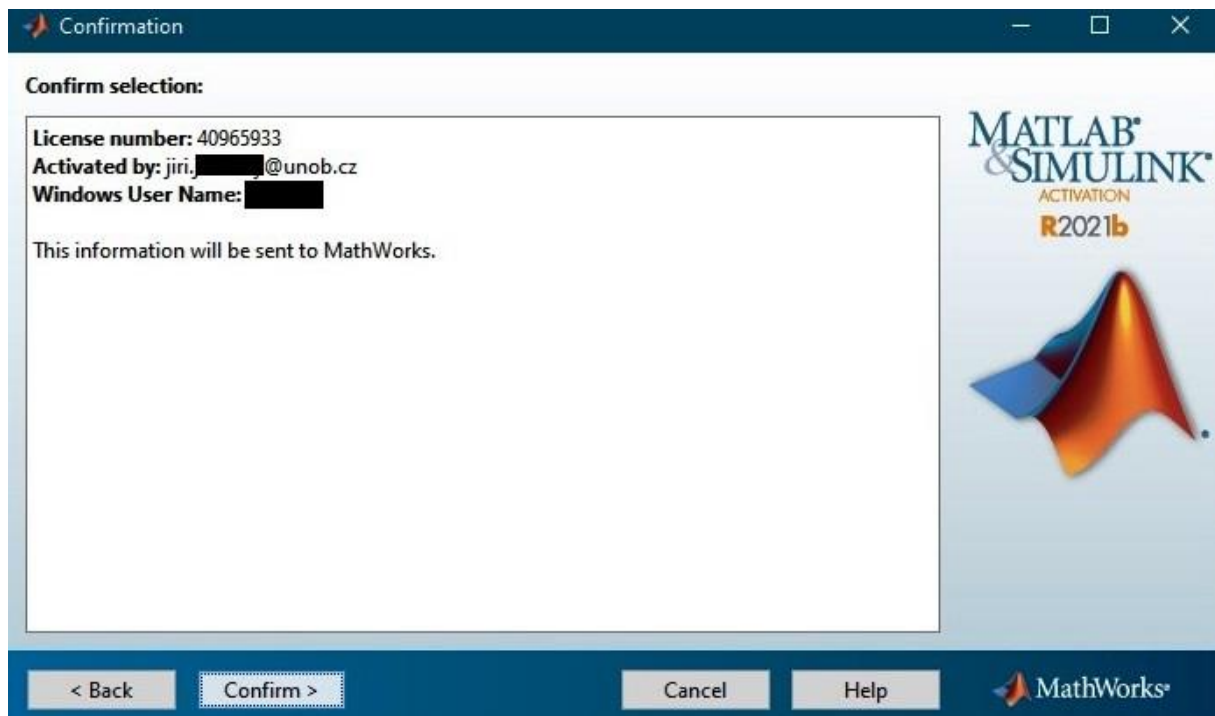 Confirmation
Confirm selection:
License number: 40965933
Activated by: jiri. @unob.cz
Windows User Name:
This information will be sent to MathWorks.
MATLAB®
&SIMULINK®
ACTIVATION
R2021b
< Back
Confirm >
Cancel
Help
MathWorks®